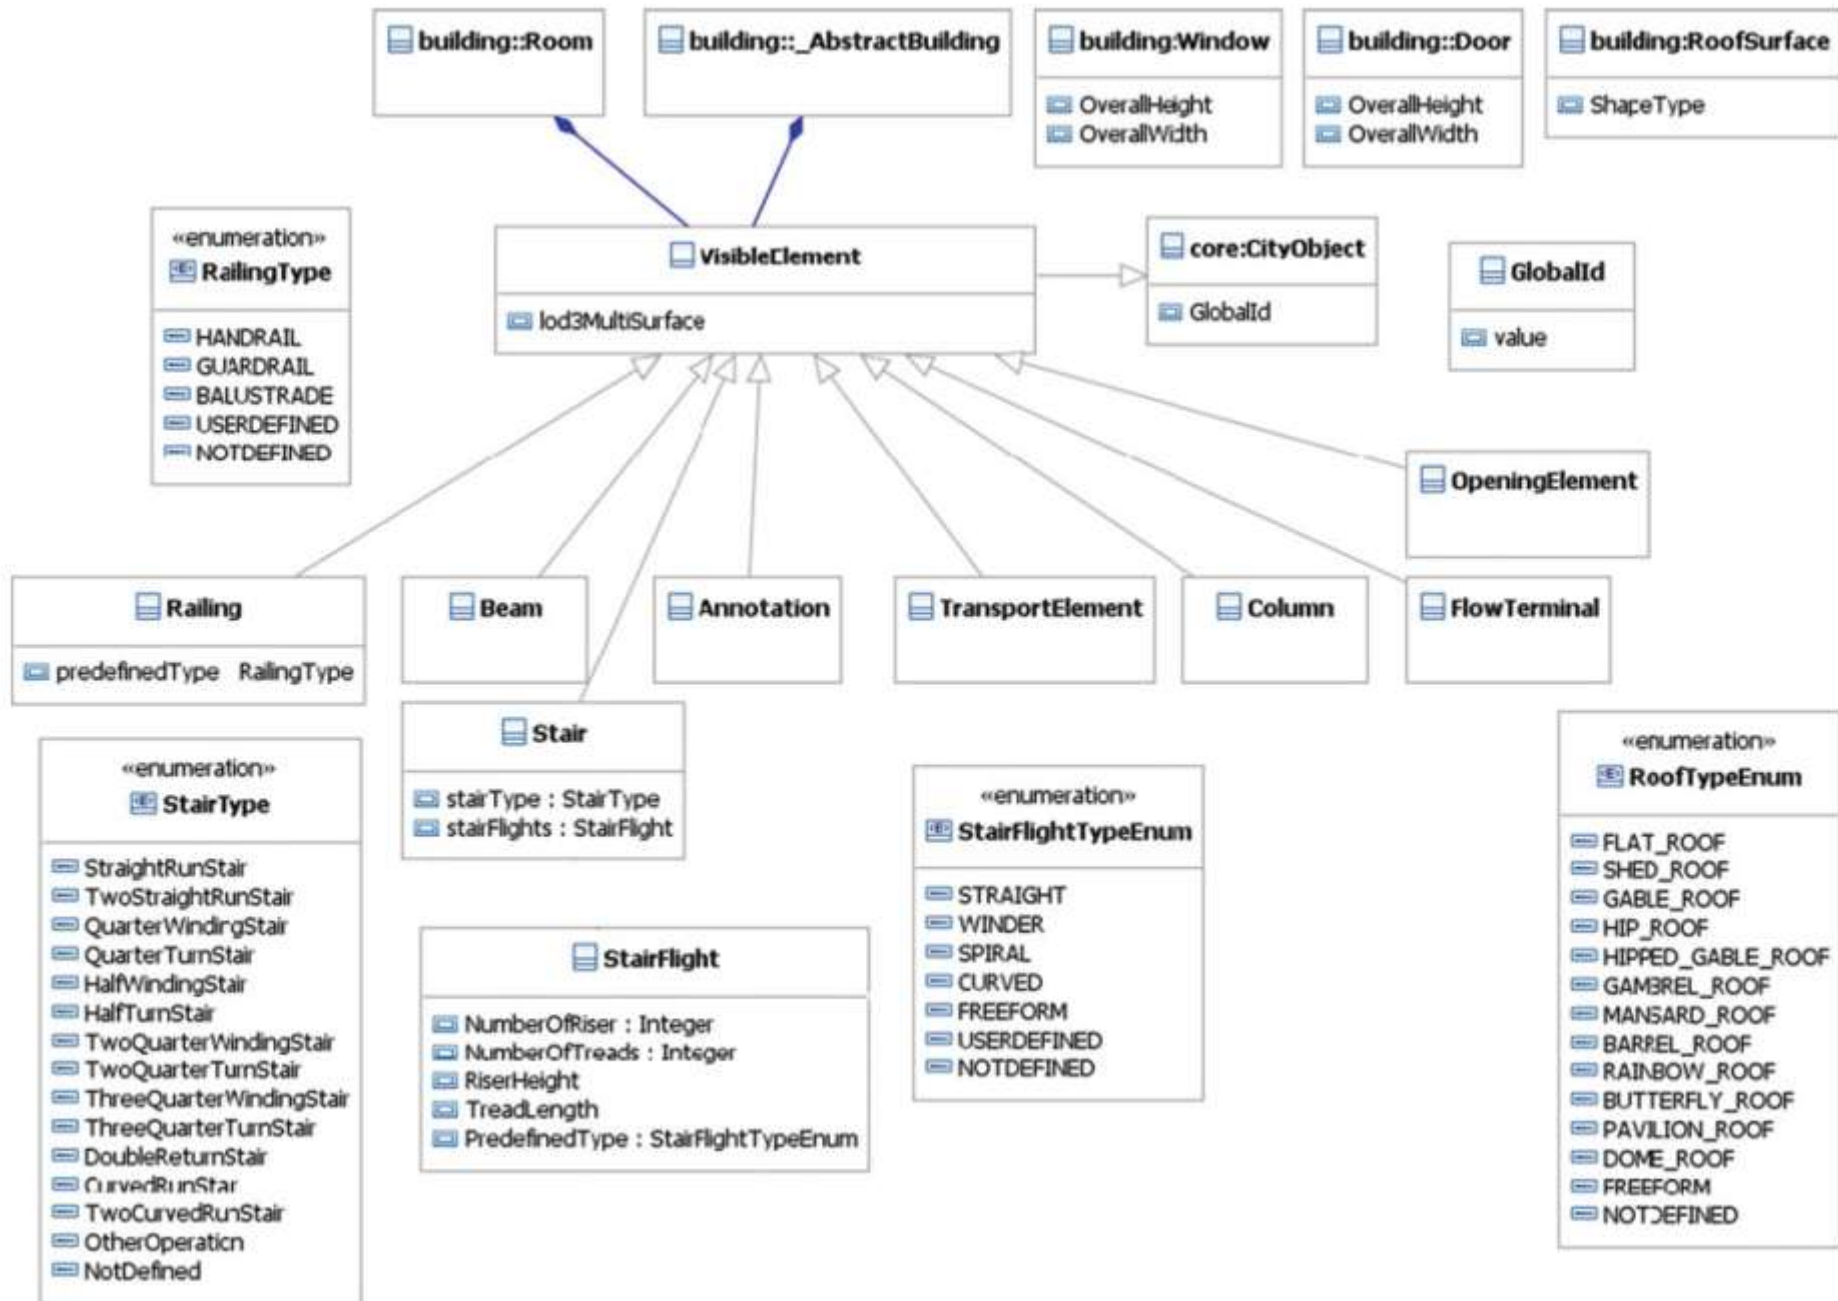 building::Room
building::_AbstractBuilding
building:Window
OverallHeight
OverallWidth
building::Door
OverallHeight
OverallWidth
building:RoofSurface
ShapeType
«enumeration»
RailingType
HANDRAIL
GUARDRAIL
BALUSTRADE
USERDEFINED
NOTDEFINED
VisibleElement
lod3MultiSurface
core:CityObject
GlobalId
GlobalId
value
OpeningElement
Railing
predefinedType RailingType
Beam
Annotation
TransportElement
Column
FlowTerminal
Stair
stairType : StairType
stairFlights : StairFlight
«enumeration»
StairType
StraightRunStair
TwoStraightRunStair
QuarterWindingStair
QuarterTurnStair
HalfWindingStair
HalfTurnStair
TwoQuarterWindingStair
TwoQuarterTurnStair
ThreeQuarterWindingStair
ThreeQuarterTurnStair
DoubleReturnStair
CurvedRunStar
TwoCurvedRunStair
OtherOperation
NotDefined
StairFlight
NumberOfRiser : Integer
NumberOfTreads : Integer
RiserHeight
TreadLength
PredefinedType : StairFlightTypeEnum
«enumeration»
StairFlightTypeEnum
STRAIGHT
WINDER
SPIRAL
CURVED
FREEFORM
USERDEFINED
NOTDEFINED
«enumeration»
RoofTypeEnum
FLAT_ROOF
SHED_ROOF
GABLE_ROOF
HIP_ROOF
HIPPED_GABLE_ROOF
GAMBREL_ROOF
MANSARD_ROOF
BARREL_ROOF
RAINBOW_ROOF
BUTTERFLY_ROOF
PAVILION_ROOF
DOME_ROOF
FREEFORM
NOTDEFINED